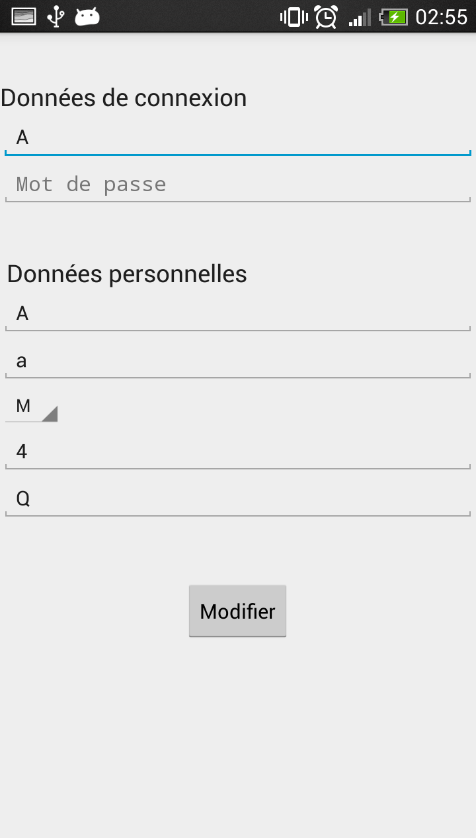 02:55
Données de connexion
A
Mot de passe
Données personnelles
A
a
M
4
Q
Modifier